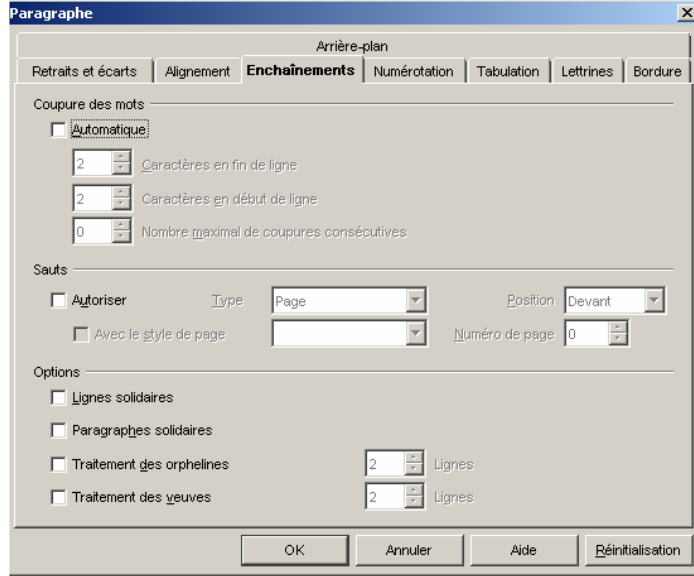 Paragraphe
Arrière-plan
Retraits et écarts Alignement Enchaînements Numérotation Tabulation Lettrines Bordure
Coupure des mots
Automatique
2 Caractères en fin de ligne
2 Caractères en début de ligne
0 Nombre maximal de coupures consécutives
Sauts
Autoriser Type Page Position Devant
Avec le style de page Numéro de page 0
Options
Lignes solidaires
Paragraphes solidaires
Traitement des orphelines 2 Lignes
Traitement des veuves 2 Lignes
OK Annuler Aide Réinitialisation